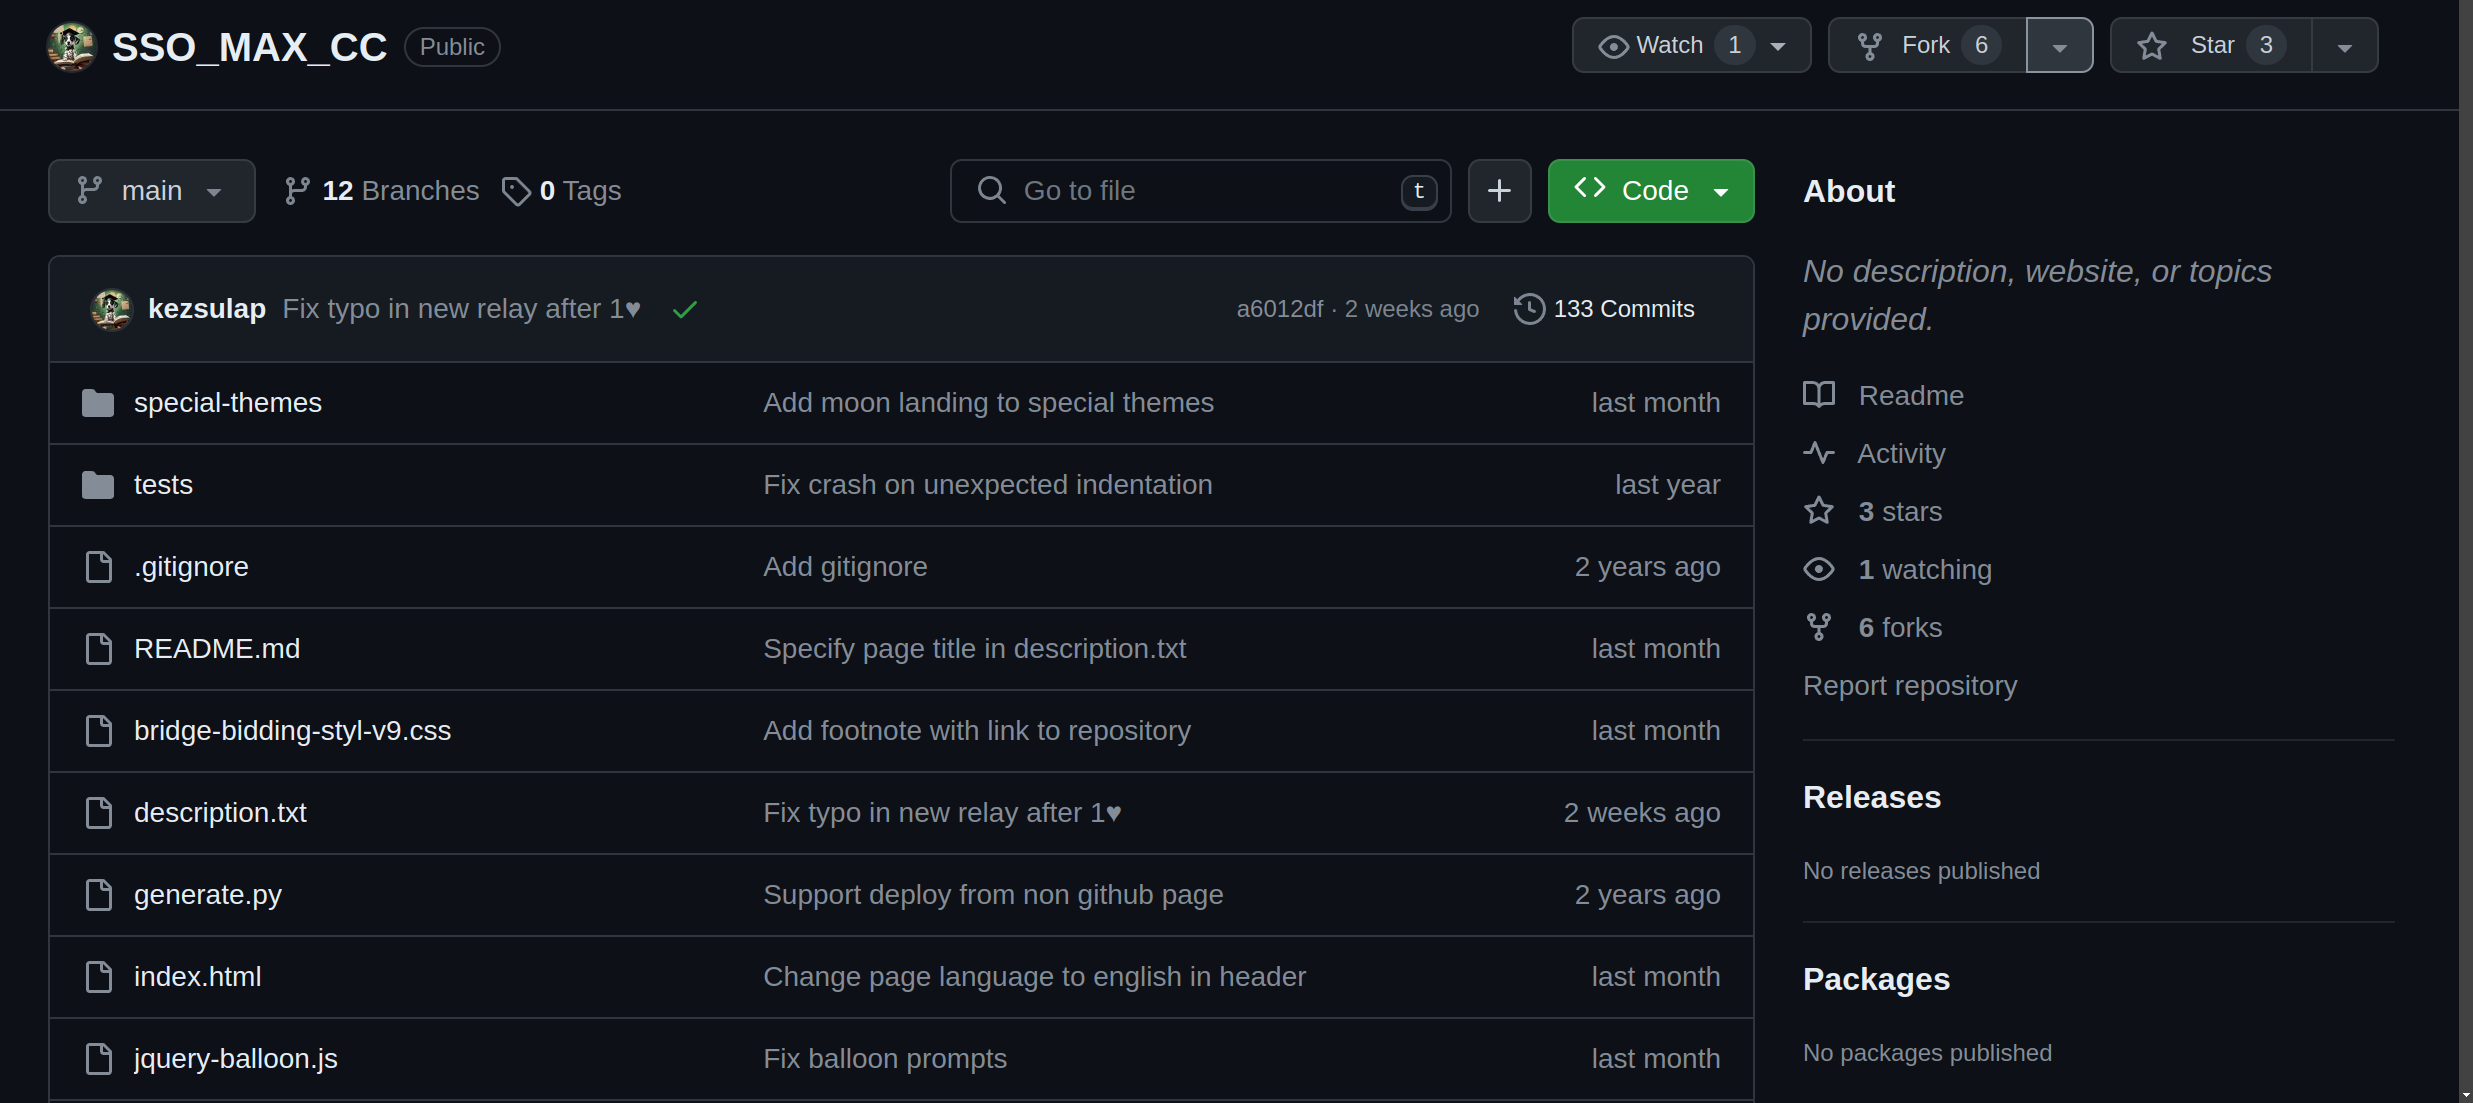 SSO_MAX_CC Public Watch 1 Fork 6 Star 3
main 12 Branches 0 Tags Go to file t Code
kezsulap Fix typo in new relay after 1♥ a6012df · 2 weeks ago 133 Commits
special-themes Add moon landing to special themes last month
tests Fix crash on unexpected indentation last year
.gitignore Add gitignore 2 years ago
README.md Specify page title in description.txt last month
bridge-bidding-styl-v9.css Add footnote with link to repository last month
description.txt Fix typo in new relay after 1♥ 2 weeks ago
generate.py Support deploy from non github page 2 years ago
index.html Change page language to english in header last month
jquery-balloon.js Fix balloon prompts last month
About
No description, website, or topics
provided.
Readme
Activity
3 stars
1 watching
6 forks
Report repository
Releases
No releases published
Packages
No packages published